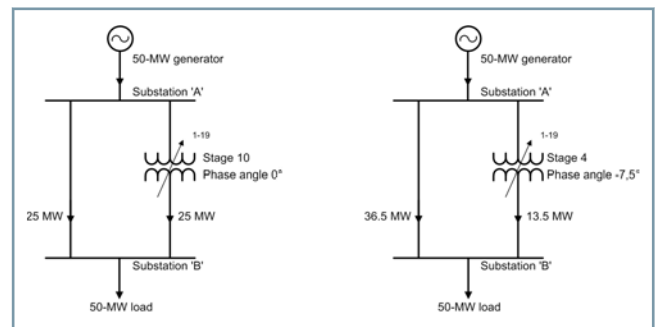 50-MW generator
Substation 'A'
1-19
Stage 10
Phase angle 0°
25 MW
25 MW
Substation 'B'
50-MW load
50-MW generator
Substation 'A'
1-19
Stage 4
Phase angle -7,5°
36.5 MW
13.5 MW
Substation 'B'
50-MW load